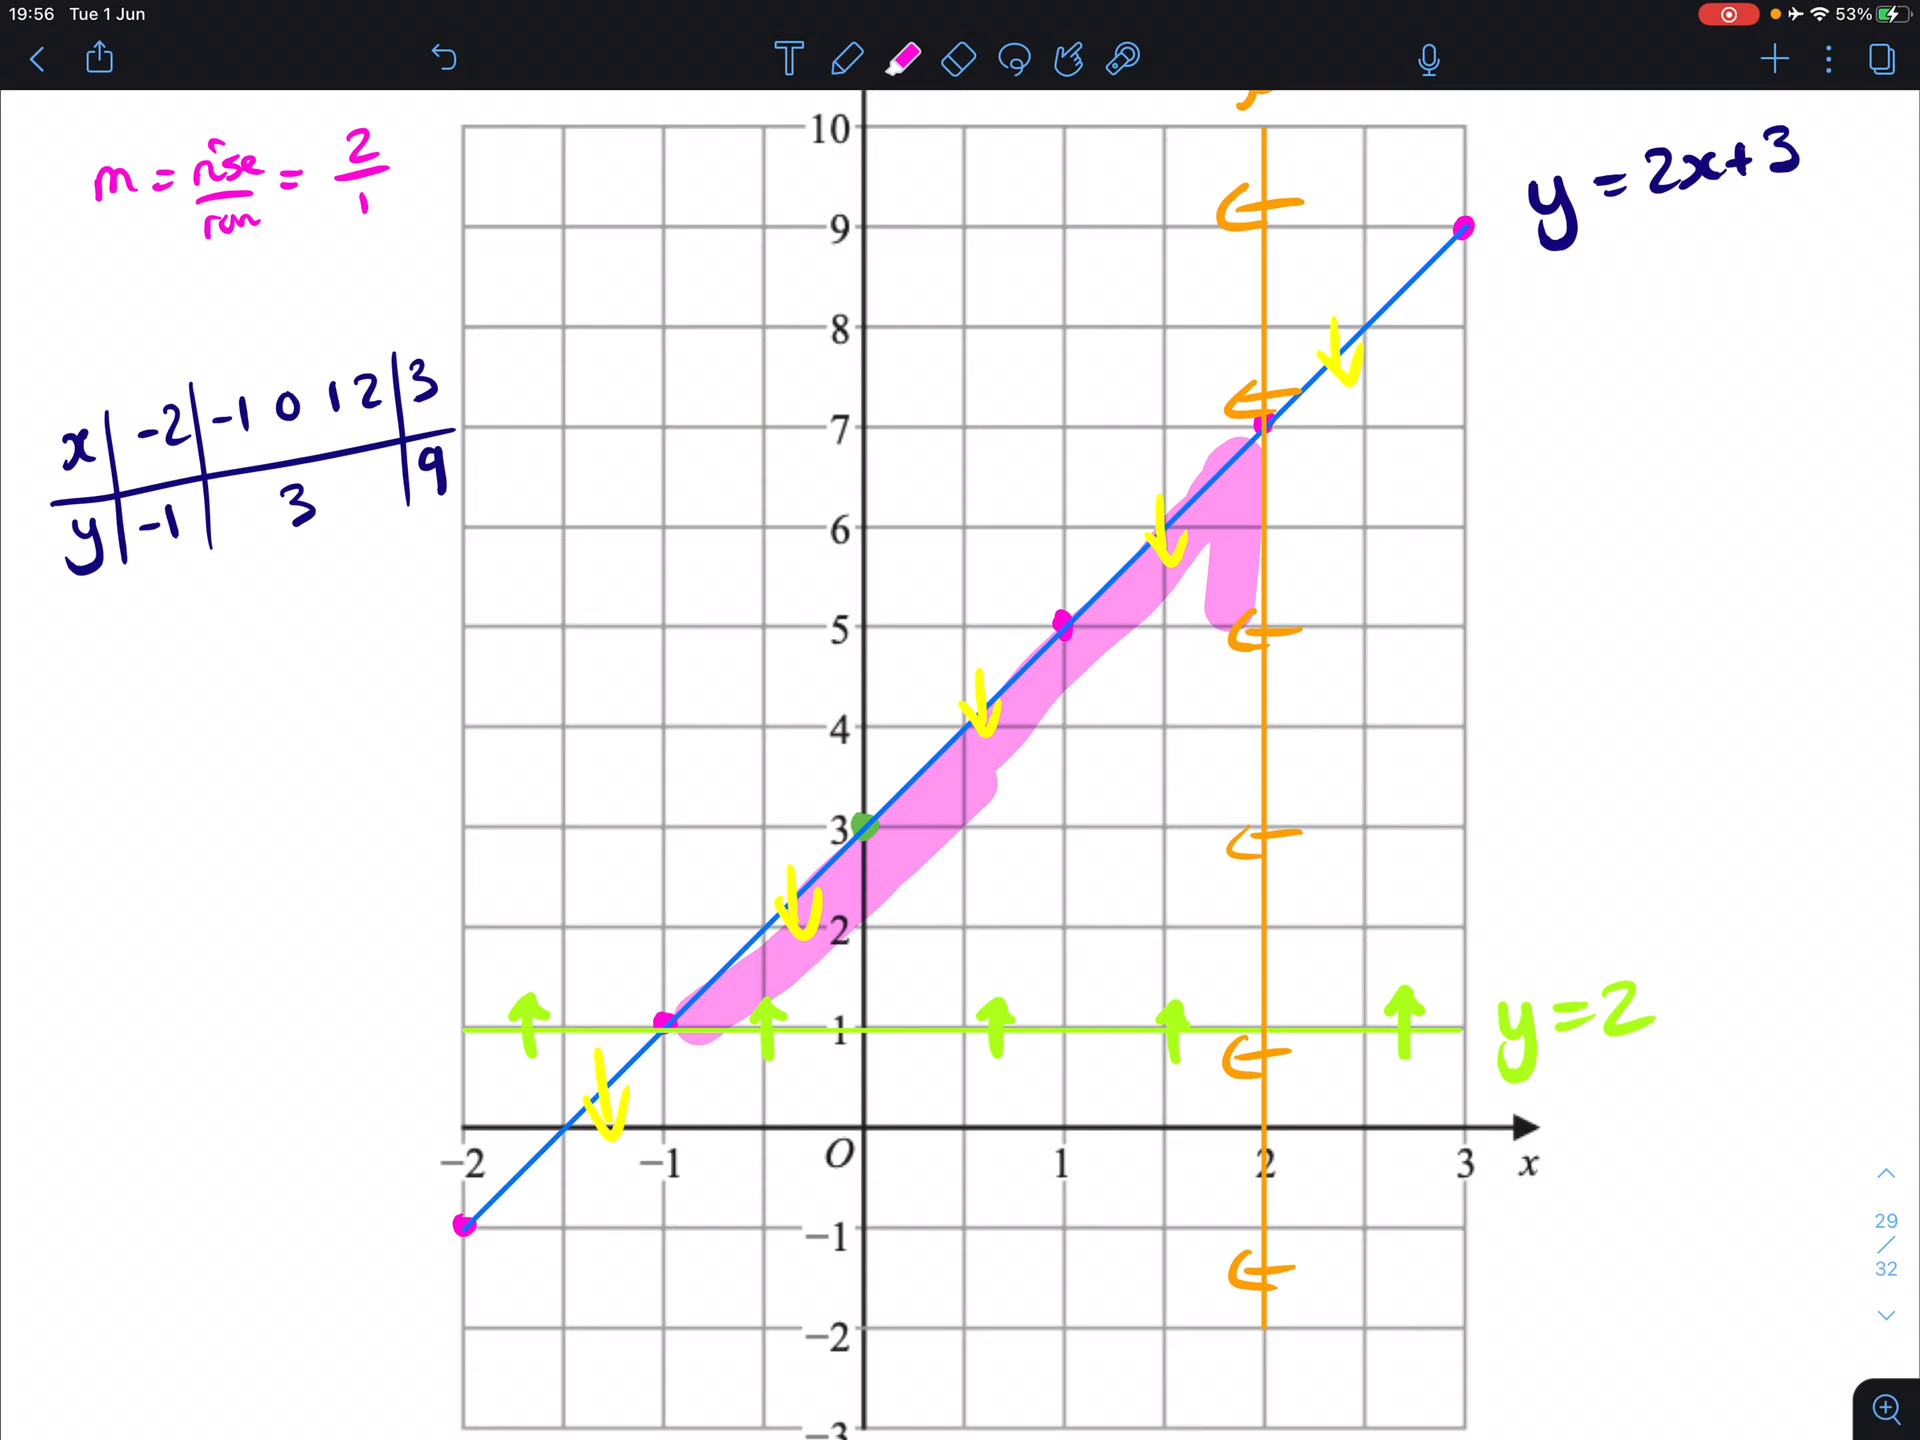 19:56 Tue 1 Jun 53%
T
m = rise/run = 2/1
y = 2x+3
x | -2 | -1 0 1 2 | 3
y | -1 | 3 | 9
10
9
8
7
6
5
4
3
2
1
y = 2
−2 −1 O 1 2 3 x
−1
−2
−3
29
/
32